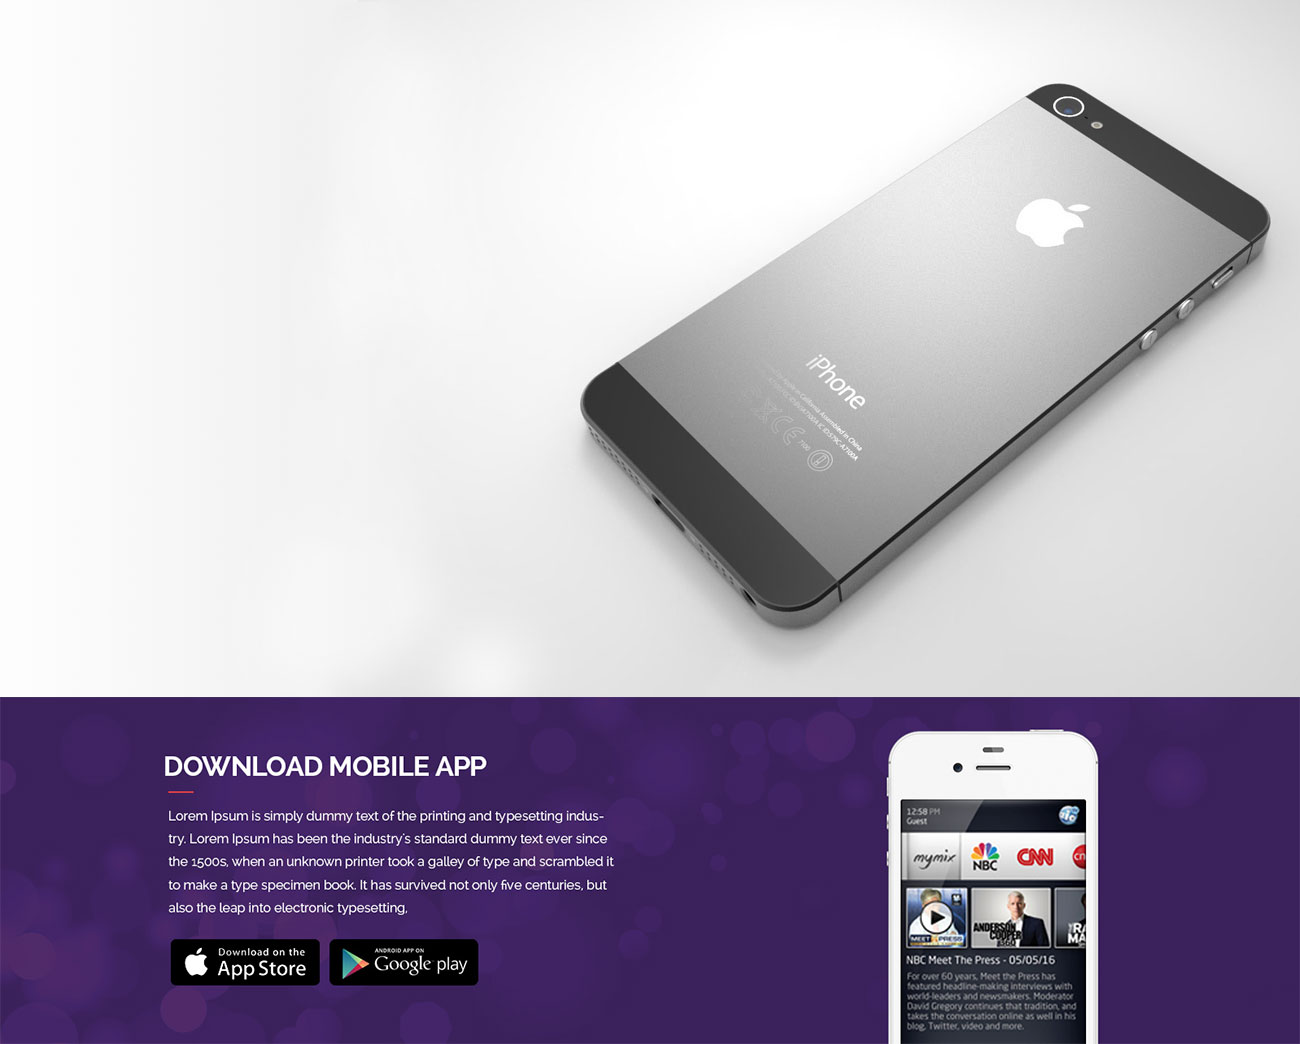 iPhone
Assembled in China
DOWNLOAD MOBILE APP
Lorem Ipsum is simply dummy text of the printing and typesetting indus-
try. Lorem Ipsum has been the industry's standard dummy text ever since
the 1500s, when an unknown printer took a galley of type and scrambled it
to make a type specimen book. It has survived not only five centuries, but
also the leap into electronic typesetting,
Download on the
App Store
ANDROID APP ON
Google play
12:58 PM
Guest
mymix
NBC
CNN
MEET PRESS
ANDERSON
COOPER
360
NBC Meet The Press - 05/05/16
For over 60 years, Meet the Press has
featured headline-making interviews with
world-leaders and newsmakers. Moderator
David Gregory continues that tradition, and
takes the conversation online as well in his
blog, Twitter, video and more.